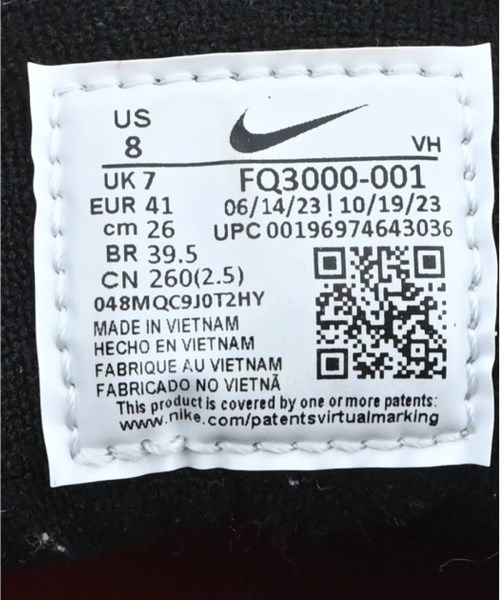 US
8
VH
UK 7
FQ3000-001
EUR 41
06/14/23 | 10/19/23
cm 26
UPC 00196974643036
BR 39.5
CN 260(2.5)
048MQC9J0T2HY
MADE IN VIETNAM
HECHO EN VIETNAM
FABRIQUE AU VIETNAM
FABRICADO NO VIETNÃ
This product is covered by one or more patents:
www.nike.com/patentsvirtualmarking